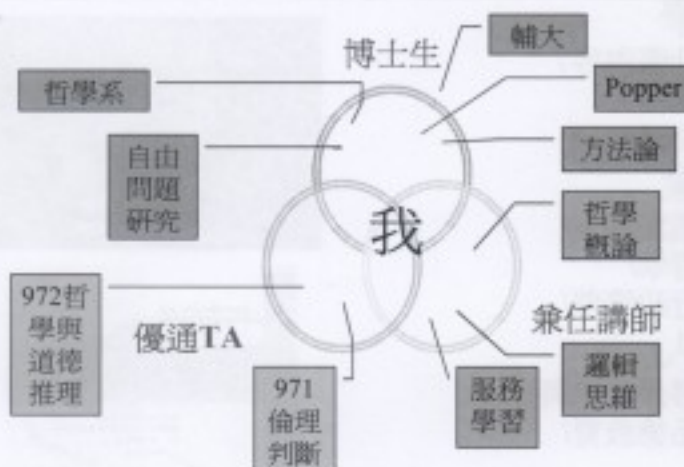 輔大
博士生
哲學系
Popper
自由
問題
研究
方法論
哲學
概論
我
972哲
學與
道德
推理
優通TA
兼任講師
邏輯
思維
971
倫理
判斷
服務
學習